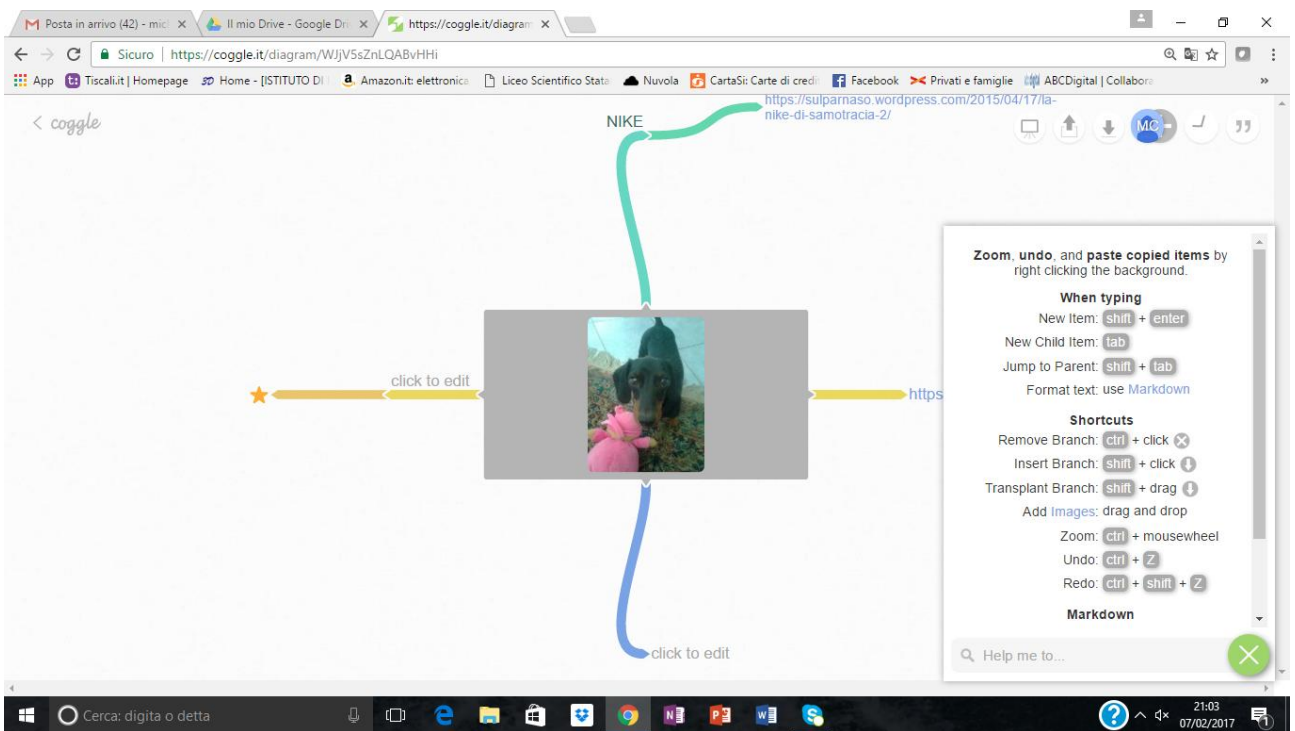 Posta in arrivo (42) - mic
Il mio Drive - Google Dri
https://coggle.it/diagram
Sicuro | https://coggle.it/diagram/WJjV5sZnLQABvHHi
App Tiscali.it | Homepage Home - [ISTITUTO DI Amazon.it: elettronica Liceo Scientifico Stata Nuvola CartaSi: Carte di credi Facebook Privati e famiglie ABCDigital | Collabora »
< coggle
NIKE
https://sulparnaso.wordpress.com/2015/04/17/la-
nike-di-samotracia-2/
MC
click to edit
https
click to edit
Zoom, undo, and paste copied items by
right clicking the background.
When typing
New Item: shift + enter
New Child Item: tab
Jump to Parent: shift + tab
Format text: use Markdown
Shortcuts
Remove Branch: ctrl + click
Insert Branch: shift + click
Transplant Branch: shift + drag
Add Images: drag and drop
Zoom: ctrl + mousewheel
Undo: ctrl + Z
Redo: ctrl + shift + Z
Markdown
Help me to...
Cerca: digita o detta
21:03
07/02/2017